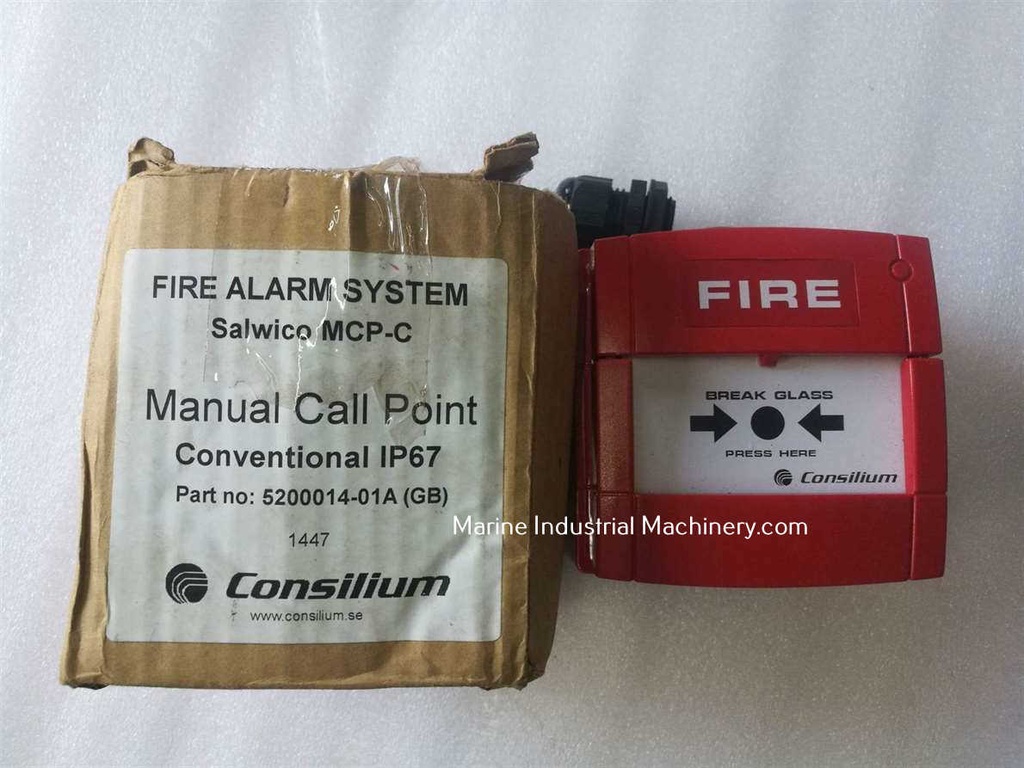 FIRE ALARM SYSTEM
Salwico MCP-C
Manual Call Point
Conventional IP67
Part no: 5200014-01A (GB)
1447
Consilium
www.consilium.se
FIRE
BREAK GLASS
PRESS HERE
Consilium
Marine Industrial Machinery.com